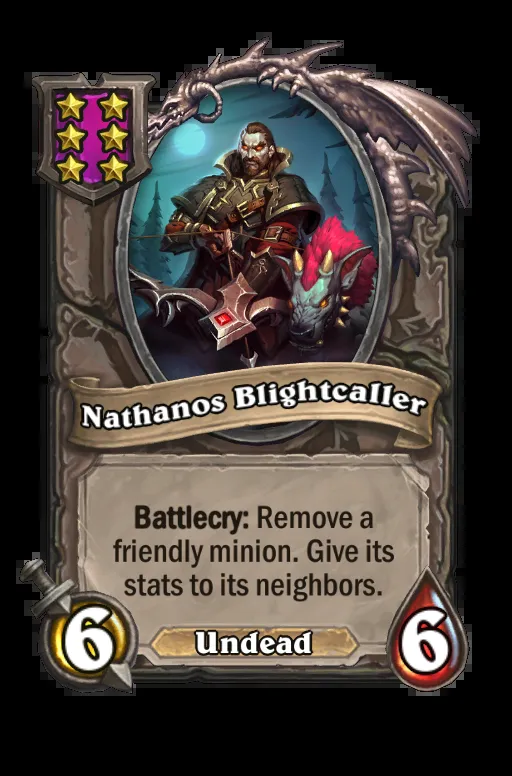 Nathanos Blightcaller
Battlecry: Remove a
friendly minion. Give its
stats to its neighbors.
6
Undead
6